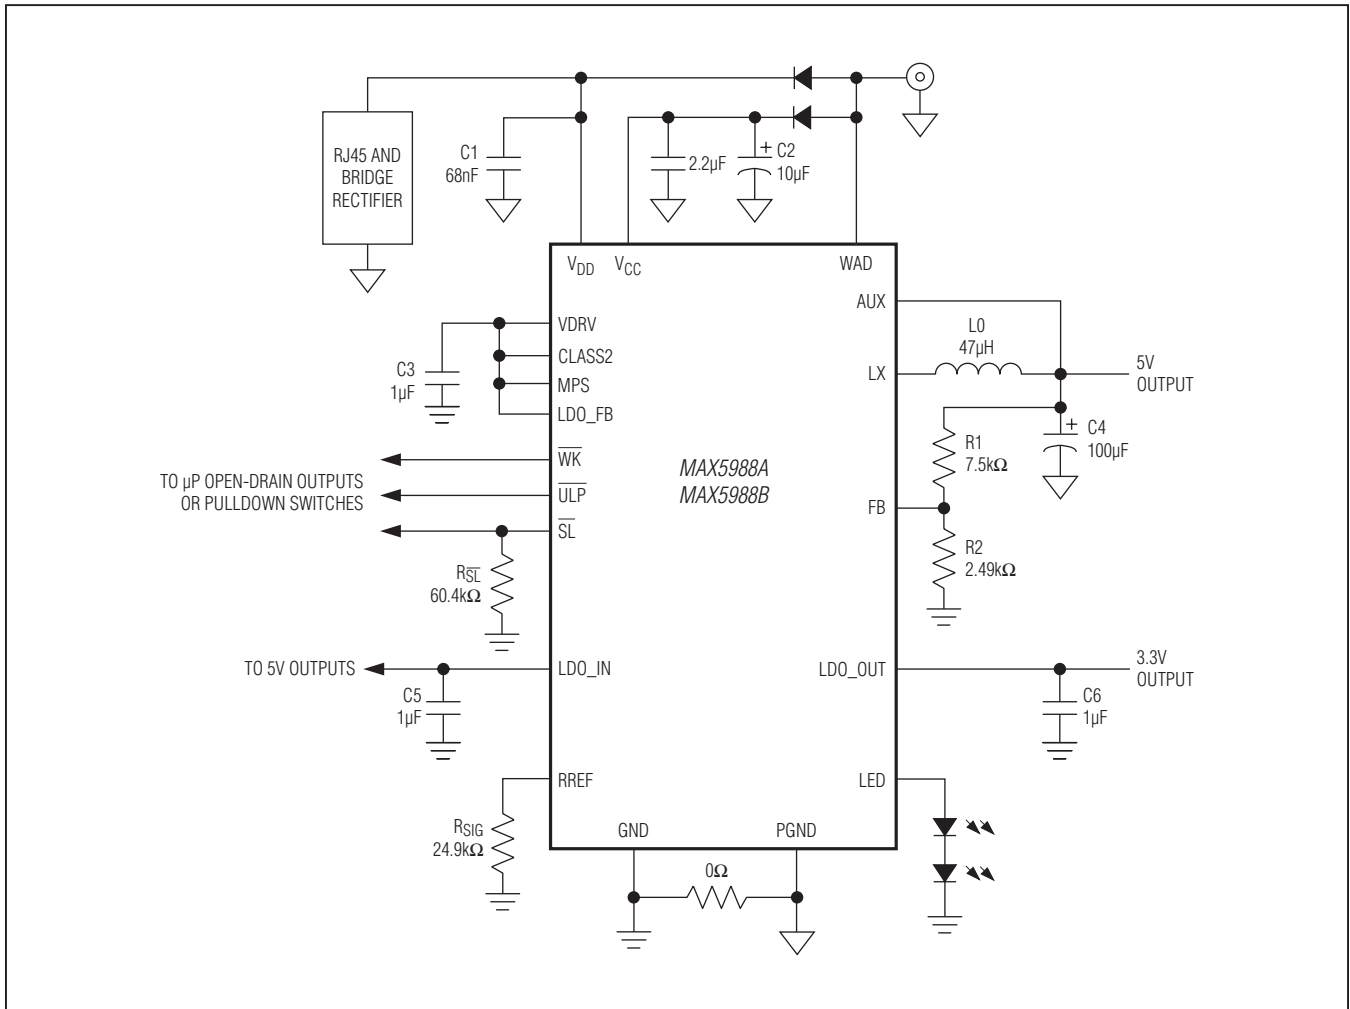 RJ45 AND
BRIDGE
RECTIFIER
C1
68nF
2.2µF
+ C2
10µF
VDD
VCC
WAD
AUX
L0
47µH
LX
5V
OUTPUT
VDRV
CLASS2
MPS
LDO_FB
C3
1µF
WK
ULP
SL
TO µP OPEN-DRAIN OUTPUTS
OR PULLDOWN SWITCHES
RSL
60.4kΩ
MAX5988A
MAX5988B
R1
7.5kΩ
+ C4
100µF
FB
R2
2.49kΩ
TO 5V OUTPUTS
LDO_IN
C5
1µF
LDO_OUT
3.3V
OUTPUT
C6
1µF
RREF
RSIG
24.9kΩ
LED
GND
PGND
0Ω